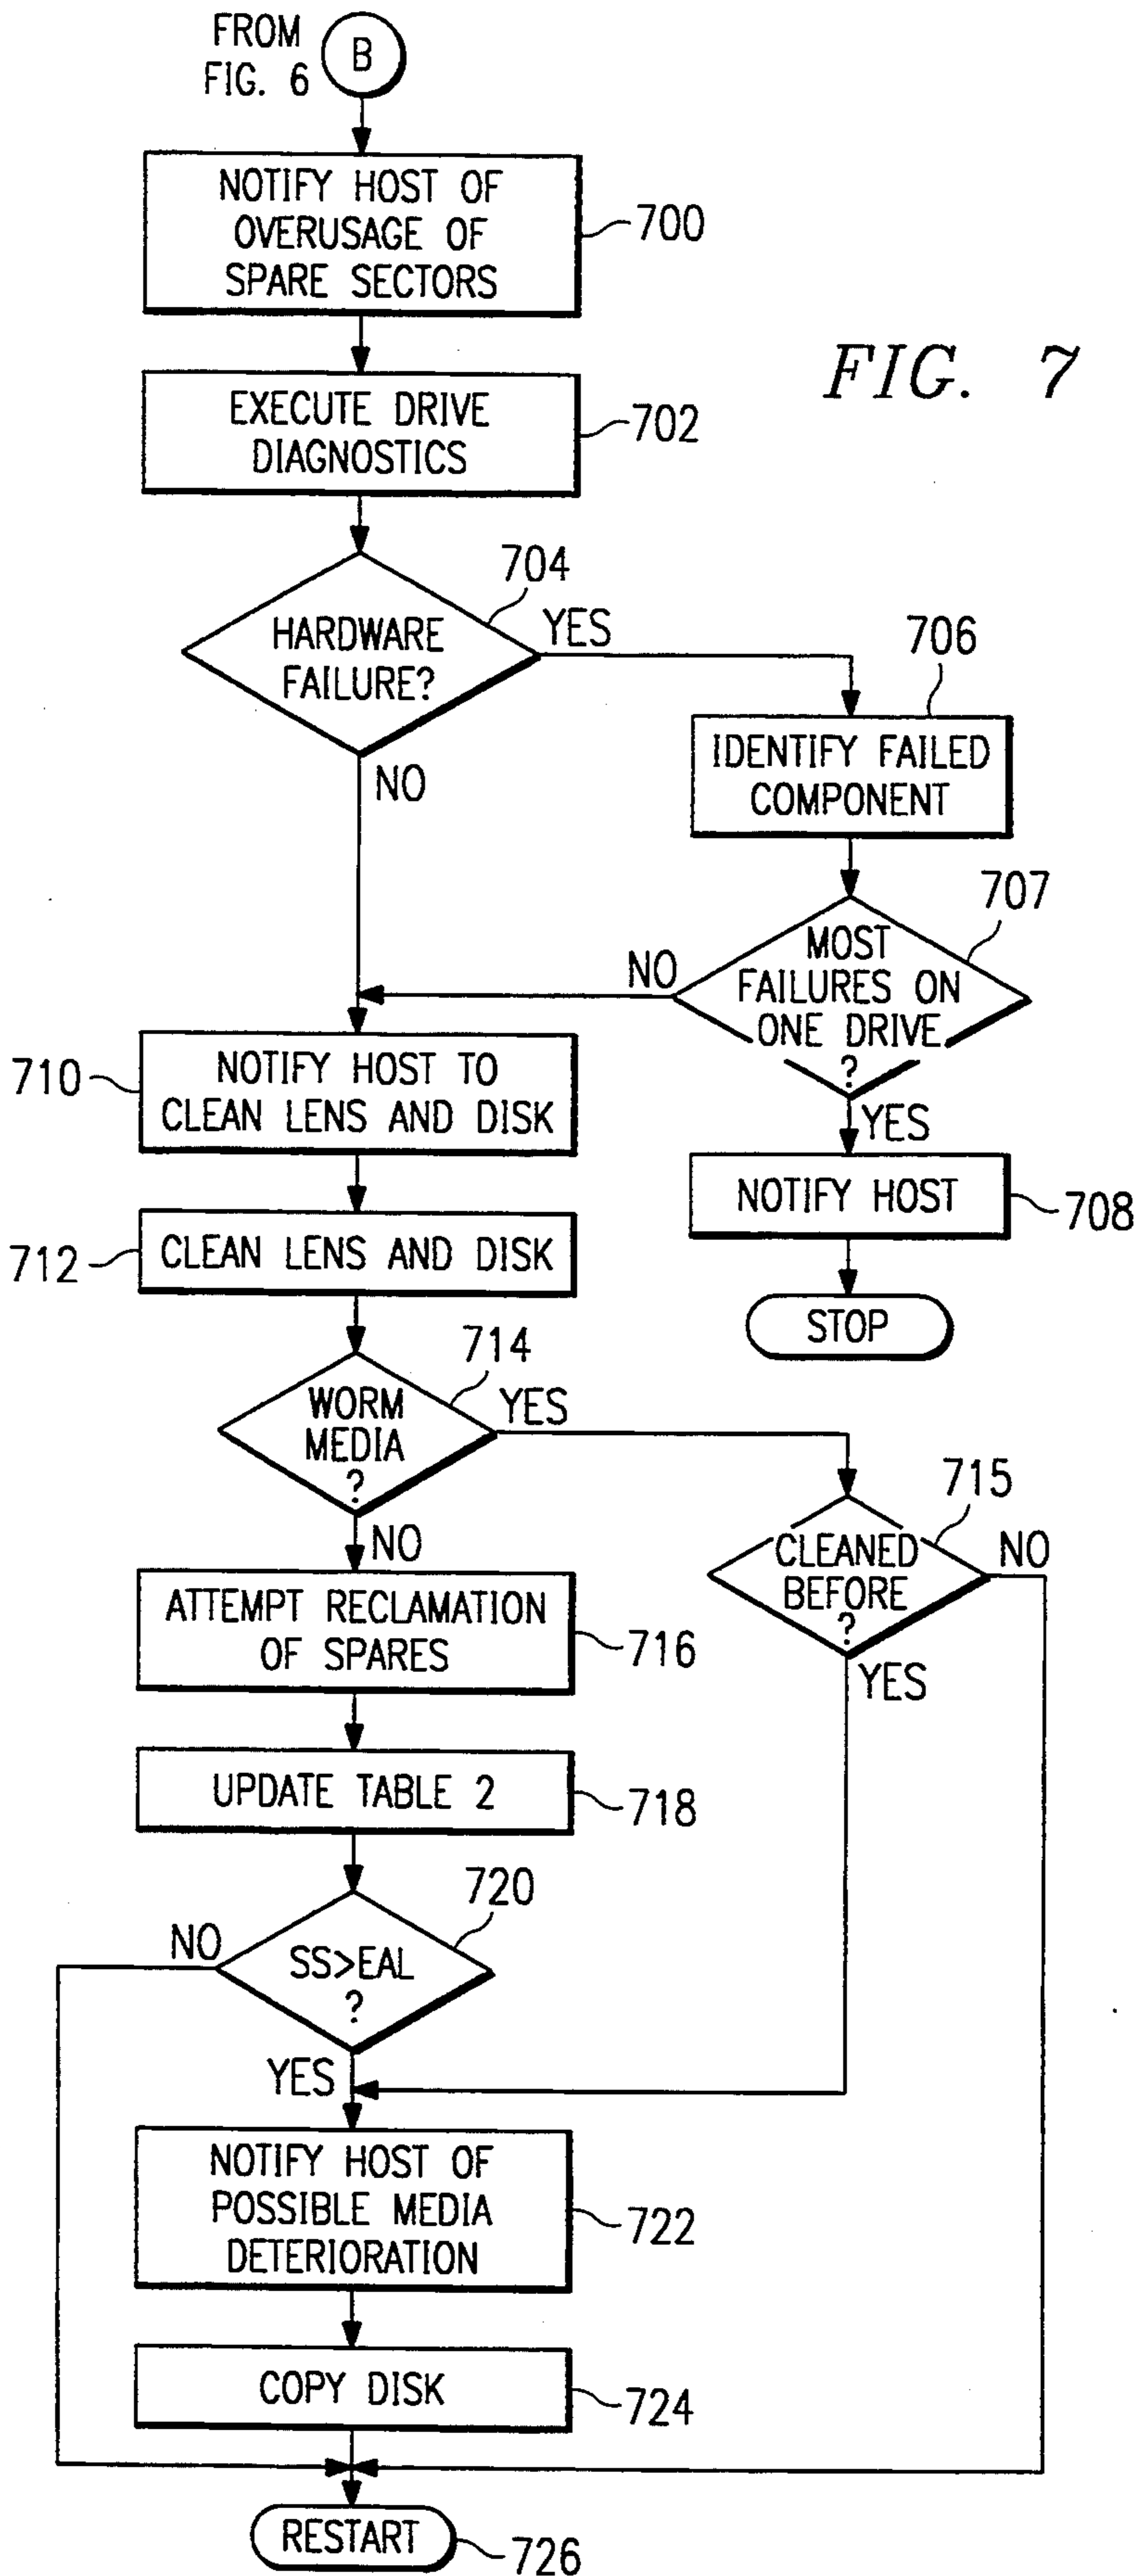 FROM
FIG. 6
B
NOTIFY HOST OF
OVERUSAGE OF
SPARE SECTORS
700
FIG. 7
EXECUTE DRIVE
DIAGNOSTICS
702
704
HARDWARE
FAILURE?
YES
NO
706
IDENTIFY FAILED
COMPONENT
707
MOST
FAILURES ON
ONE DRIVE
?
NO
YES
710
NOTIFY HOST TO
CLEAN LENS AND DISK
NOTIFY HOST
708
712
CLEAN LENS AND DISK
STOP
714
WORM
MEDIA
?
YES
NO
715
CLEANED
BEFORE
?
NO
YES
ATTEMPT RECLAMATION
OF SPARES
716
UPDATE TABLE 2
718
720
NO
SS>EAL
?
YES
NOTIFY HOST OF
POSSIBLE MEDIA
DETERIORATION
722
COPY DISK
724
RESTART
726